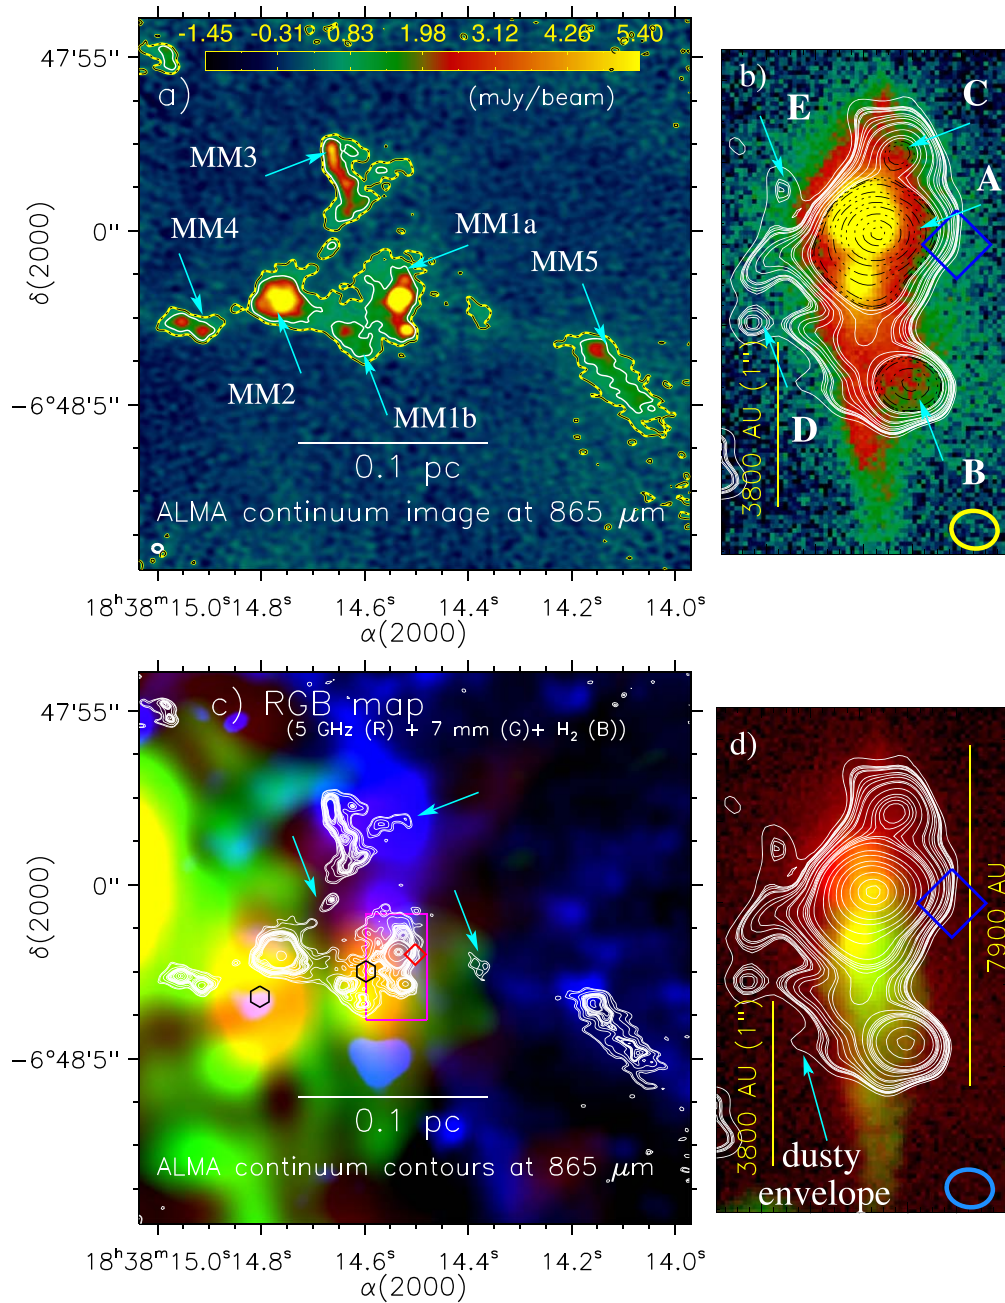 -1.45 -0.31 0.83 1.98 3.12 4.26 5.40
(mJy/beam)
a)
MM3
MM4
MM1a
MM5
MM2
MM1b
0.1 pc
ALMA continuum image at 865 μm
47'55"
0"
−6°48'5"
δ(2000)
18ʰ38ᵐ15.0ˢ 14.8ˢ 14.6ˢ 14.4ˢ 14.2ˢ 14.0ˢ
α(2000)
b)
E
C
A
D
B
3800 AU (1")
c) RGB map
(5 GHz (R) + 7 mm (G)+ H₂ (B))
0.1 pc
ALMA continuum contours at 865 μm
47'55"
0"
−6°48'5"
δ(2000)
18ʰ38ᵐ15.0ˢ 14.8ˢ 14.6ˢ 14.4ˢ 14.2ˢ 14.0ˢ
α(2000)
d)
7900 AU
3800 AU (1")
dusty
envelope